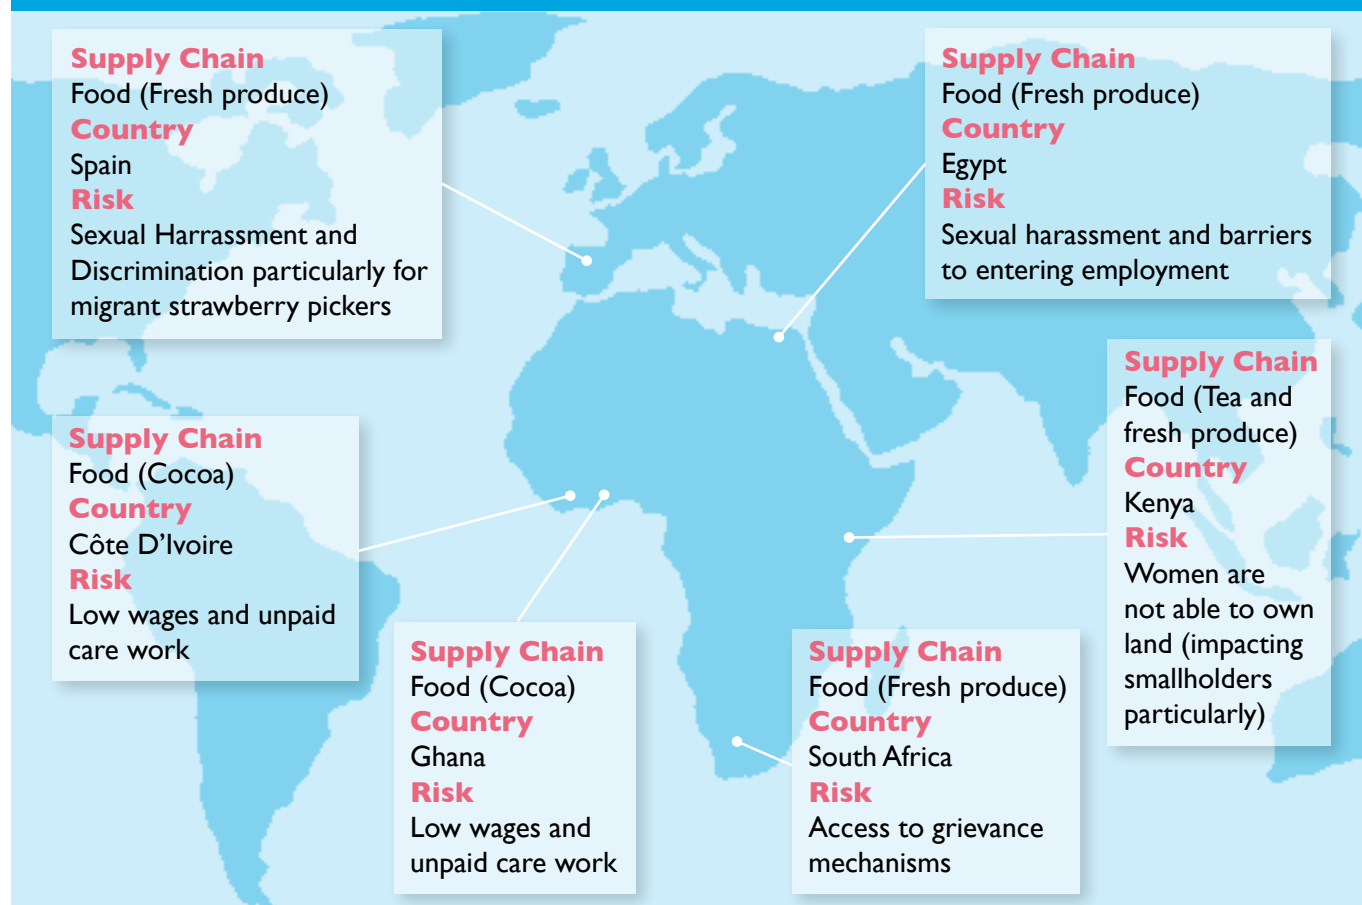 Supply Chain
Food (Fresh produce)
Country
Spain
Risk
Sexual Harrassment and
Discrimination particularly for
migrant strawberry pickers
Supply Chain
Food (Fresh produce)
Country
Egypt
Risk
Sexual harassment and barriers
to entering employment
Supply Chain
Food (Tea and
fresh produce)
Country
Kenya
Risk
Women are
not able to own
land (impacting
smallholders
particularly)
Supply Chain
Food (Cocoa)
Country
Côte D’Ivoire
Risk
Low wages and unpaid
care work
Supply Chain
Food (Cocoa)
Country
Ghana
Risk
Low wages and
unpaid care work
Supply Chain
Food (Fresh produce)
Country
South Africa
Risk
Access to grievance
mechanisms